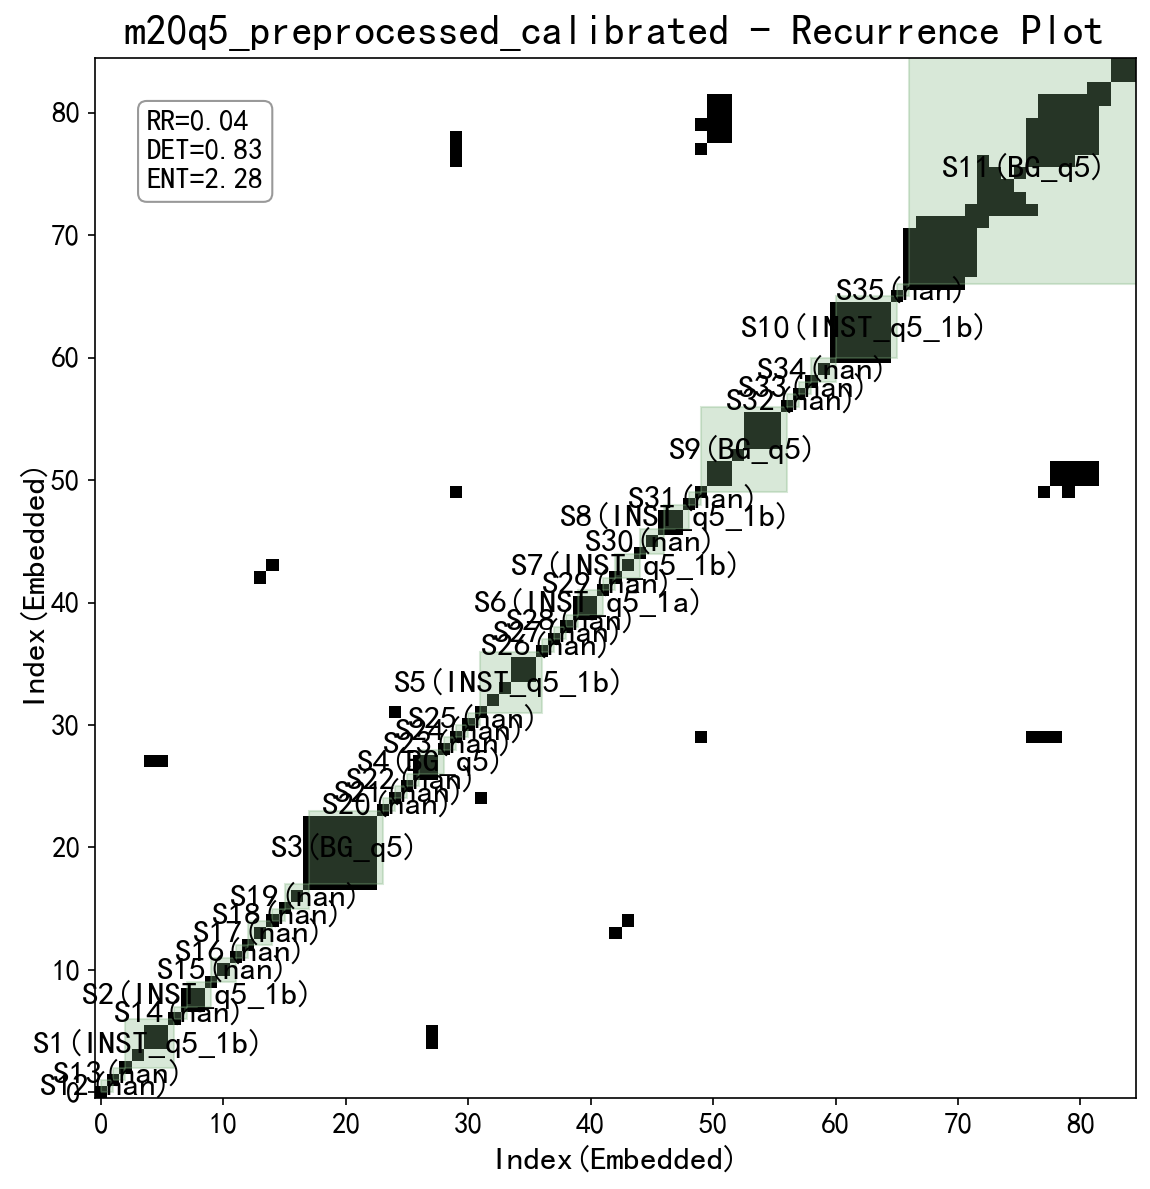 m20q5_preprocessed_calibrated - Recurrence Plot
RR=0.04
DET=0.83
ENT=2.28
80
70
60
50
40
30
20
10
0
S11(BG_q5)
S35(nan)
S10(INST_q5_1b)
S34(nan)
S33(nan)
S32(nan)
S9(BG_q5)
S31(nan)
S8(INST_q5_1b)
S30(nan)
S7(INST_q5_1b)
S29(nan)
S6(INST_q5_1a)
S28(nan)
S27(nan)
S26(nan)
S5(INST_q5_1b)
S25(nan)
S24(nan)
S23(nan)
S4(BG_q5)
S22(nan)
S21(nan)
S20(nan)
S3(BG_q5)
S19(nan)
S18(nan)
S17(nan)
S16(nan)
S15(nan)
S2(INST_q5_1b)
S14(nan)
S1(INST_q5_1b)
S13(nan)
S12(nan)
0 10 20 30 40 50 60 70 80
Index(Embedded)
Index(Embedded)